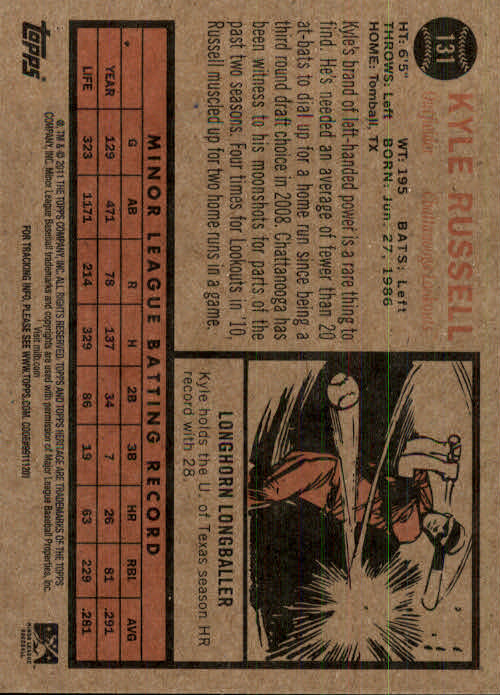 131
KYLE RUSSELL
outfielder
HT: 6'5" WT: 195 BATS: Left
THROWS: Left BORN: Jun. 27, 1986
HOME: Tomball, TX
Kyle's brand of left-handed power is a rare thing to
find. He's needed an average of fewer than 20
at-bats to dial up for a home run since being a
third round draft choice in 2008. Chattanooga has
been witness to his moonshots for parts of the
past two seasons. Four times for Lookouts in '10,
Russell muscled up for two home runs in a game.
LONGHORN LONGBALLER
Kyle holds the U. of Texas season HR
record with 28
MINOR LEAGUE BATTING RECORD
YEAR G AB R H 2B 3B HR RBI AVG
129 471 78 137 34 7 26 81 .291
LIFE 323 1171 214 329 86 19 63 229 .281
Topps
®, TM & © 2011 THE TOPPS COMPANY, INC. ALL RIGHTS RESERVED. TOPPS AND TOPPS HERITAGE ARE TRADEMARKS OF THE TOPPS
COMPANY, INC. Minor League Baseball trademarks and copyrights are used with permission of Major League Baseball Properties, Inc.
Visit milb.com
FOR TRACKING INFO. PLEASE SEE WWW.TOPPS.COM. CODE#9911201
MINOR LEAGUE
BASEBALL